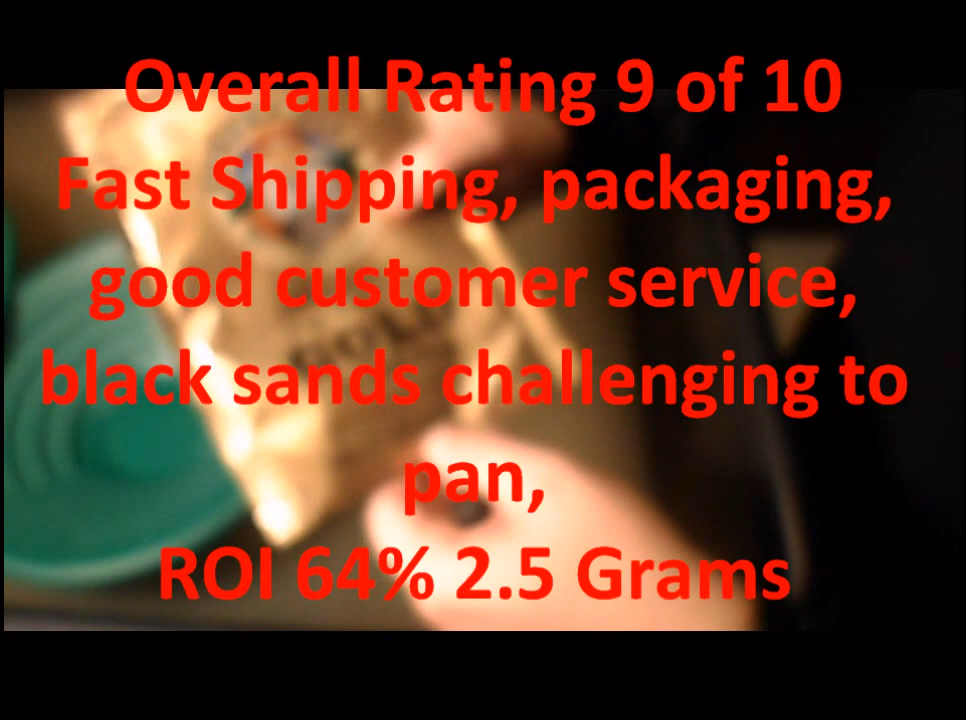 Overall Rating 9 of 10
Fast Shipping, packaging,
good customer service,
black sands challenging to
pan,
ROI 64% 2.5 Grams